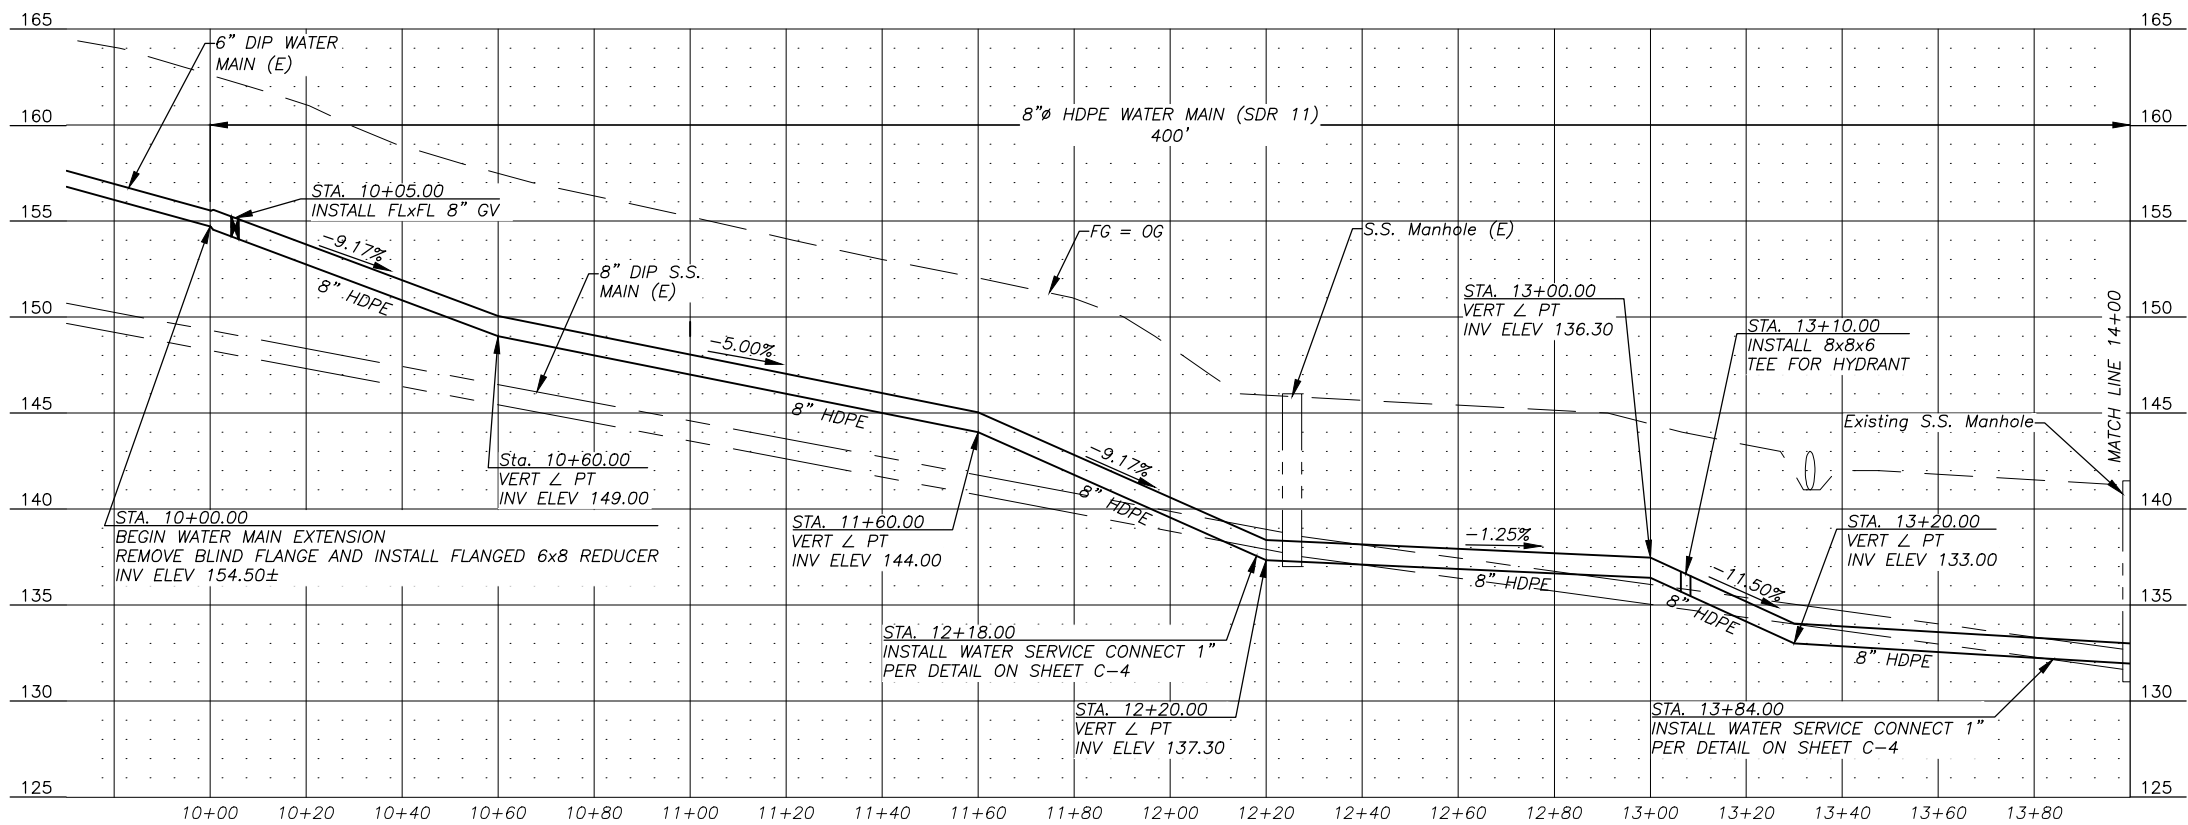 165
165
6" DIP WATER
MAIN (E)
8"ø HDPE WATER MAIN (SDR 11)
400'
160
160
STA. 10+05.00
INSTALL FLxFL 8" GV
155
155
-9.17%
8" HDPE
8" DIP S.S.
MAIN (E)
FG = OG
S.S. Manhole (E)
STA. 13+00.00
VERT ∠ PT
INV ELEV 136.30
STA. 13+10.00
INSTALL 8x8x6
TEE FOR HYDRANT
MATCH LINE 14+00
150
150
-5.00%
8" HDPE
145
145
Existing S.S. Manhole
Sta. 10+60.00
VERT ∠ PT
INV ELEV 149.00
-9.17%
8" HDPE
140
140
STA. 10+00.00
BEGIN WATER MAIN EXTENSION
REMOVE BLIND FLANGE AND INSTALL FLANGED 6x8 REDUCER
INV ELEV 154.50±
STA. 11+60.00
VERT ∠ PT
INV ELEV 144.00
-1.25%
8" HDPE
STA. 13+20.00
VERT ∠ PT
INV ELEV 133.00
-11.50%
8" HDPE
135
135
STA. 12+18.00
INSTALL WATER SERVICE CONNECT 1"
PER DETAIL ON SHEET C-4
8" HDPE
130
130
STA. 12+20.00
VERT ∠ PT
INV ELEV 137.30
STA. 13+84.00
INSTALL WATER SERVICE CONNECT 1"
PER DETAIL ON SHEET C-4
125
125
10+00 10+20 10+40 10+60 10+80 11+00 11+20 11+40 11+60 11+80 12+00 12+20 12+40 12+60 12+80 13+00 13+20 13+40 13+60 13+80